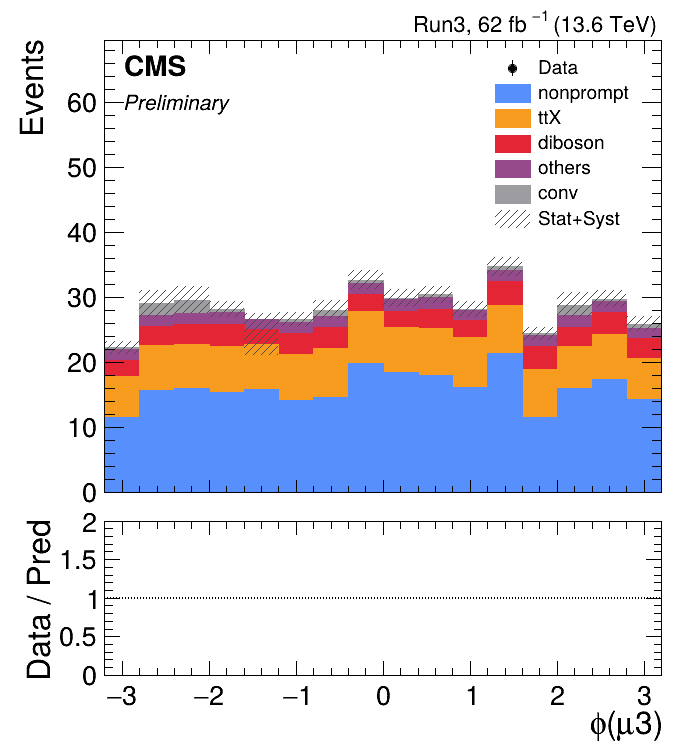 Run3, 62 fb⁻¹ (13.6 TeV)
CMS
Preliminary
Events
Data
nonprompt
ttX
diboson
others
conv
Stat+Syst
60
50
40
30
20
10
0
Data / Pred
2
1.5
1
0.5
0
−3 −2 −1 0 1 2 3
ϕ(μ3)